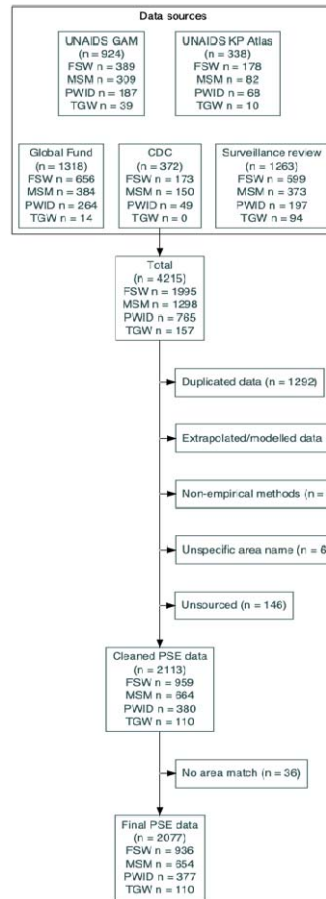 Data sources
UNAIDS GAM
(n = 924)
FSW n = 389
MSM n = 309
PWID n = 187
TGW n = 39
UNAIDS KP Atlas
(n = 338)
FSW n = 178
MSM n = 82
PWID n = 68
TGW n = 10
Global Fund
(n = 1318)
FSW n = 656
MSM n = 384
PWID n = 264
TGW n = 14
CDC
(n = 372)
FSW n = 173
MSM n = 150
PWID n = 49
TGW n = 0
Surveillance review
(n = 1263)
FSW n = 599
MSM n = 373
PWID n = 197
TGW n = 94
Total
(n = 4215)
FSW n = 1995
MSM n = 1298
PWID n = 765
TGW n = 157
Duplicated data (n = 1292)
Extrapolated/modelled data
Non-empirical methods (n =
Unspecific area name (n = 6
Unsourced (n = 146)
Cleaned PSE data
(n = 2113)
FSW n = 959
MSM n = 664
PWID n = 380
TGW n = 110
No area match (n = 36)
Final PSE data
(n = 2077)
FSW n = 936
MSM n = 654
PWID n = 377
TGW n = 110